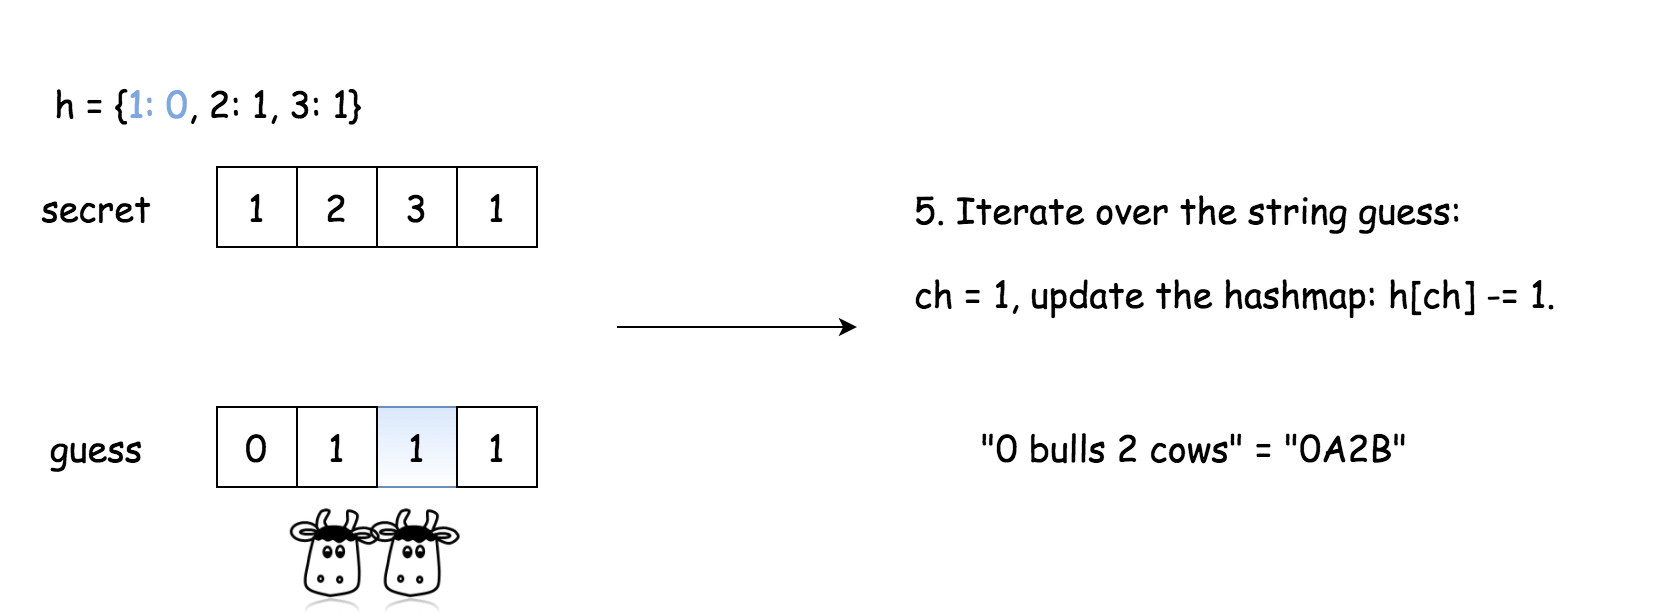 h = {1: 0, 2: 1, 3: 1}
secret 1 2 3 1
5. Iterate over the string guess:
ch = 1, update the hashmap: h[ch] -= 1.
guess 0 1 1 1
"0 bulls 2 cows" = "0A2B"